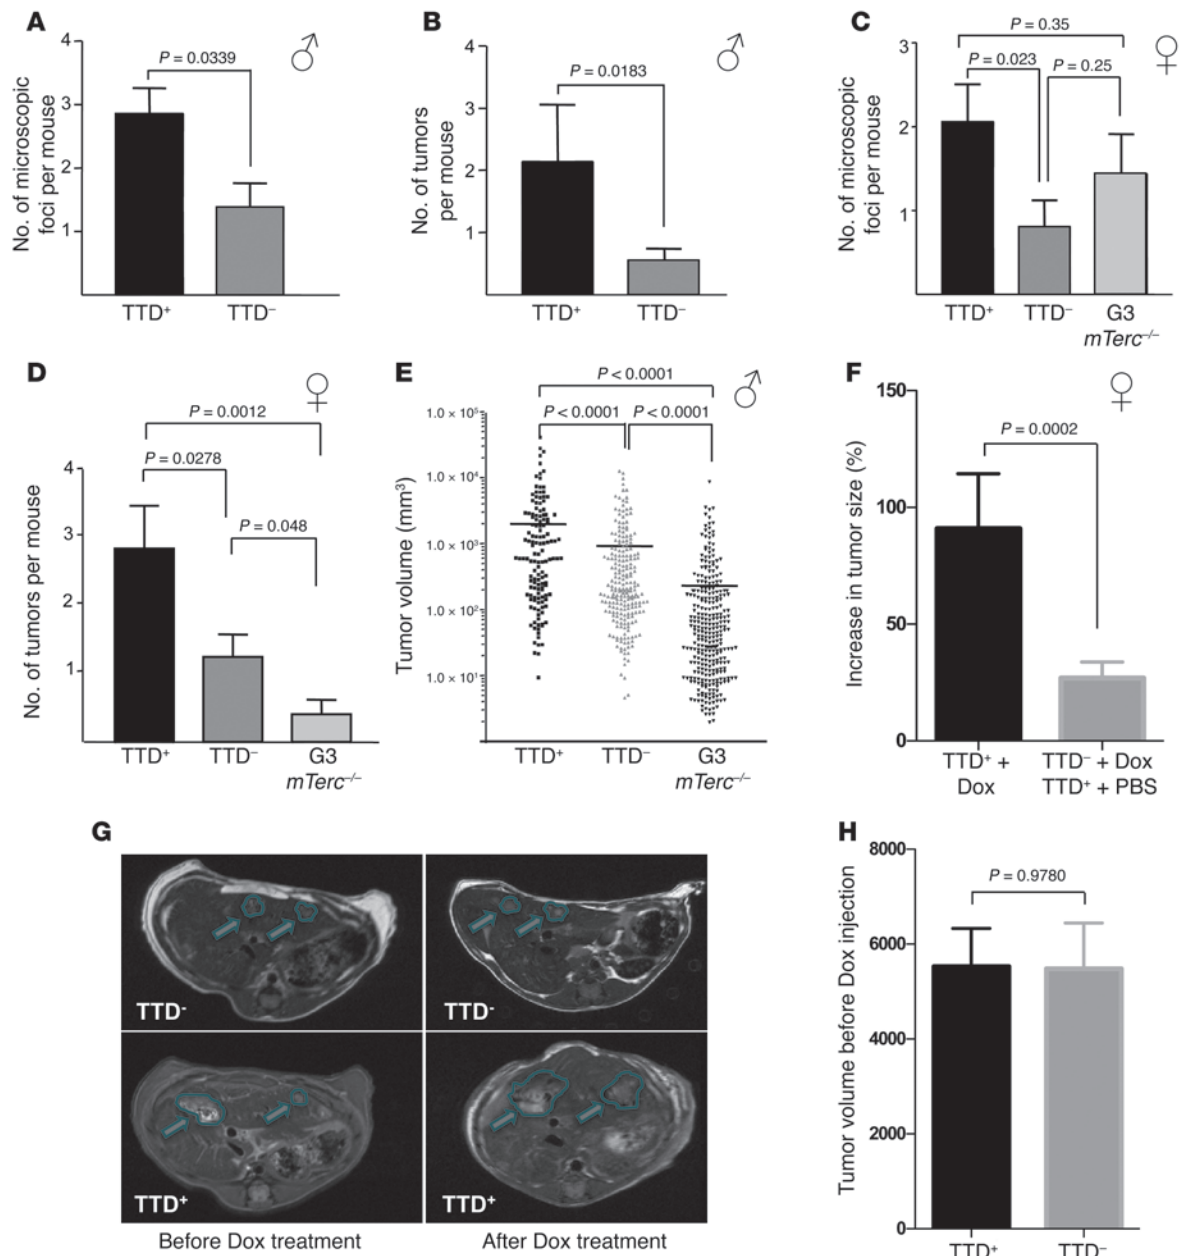 A
No. of microscopic
foci per mouse
4
3
2
1
P = 0.0339
♂
TTD⁺
TTD⁻
B
No. of tumors
per mouse
4
3
2
1
P = 0.0183
♂
TTD⁺
TTD⁻
C
No. of microscopic
foci per mouse
3
2
1
P = 0.35
P = 0.023
P = 0.25
♀
TTD⁺
TTD⁻
G3
mTerc⁻/⁻
D
No. of tumors per mouse
4
3
2
1
♀
P = 0.0012
P = 0.0278
P = 0.048
TTD⁺
TTD⁻
G3
mTerc⁻/⁻
E
Tumor volume (mm³)
1.0 × 10⁵
1.0 × 10⁴
1.0 × 10³
1.0 × 10²
1.0 × 10¹
P < 0.0001
P < 0.0001
P < 0.0001
♂
TTD⁺
TTD⁻
G3
mTerc⁻/⁻
F
Increase in tumor size (%)
150
100
50
0
♀
P = 0.0002
TTD⁺ +
Dox
TTD⁻ + Dox
TTD⁺ + PBS
G
TTD-
TTD-
TTD+
TTD+
Before Dox treatment
After Dox treatment
H
Tumor volume before Dox injection
8000
6000
4000
2000
0
P = 0.9780
TTD⁺
TTD⁻